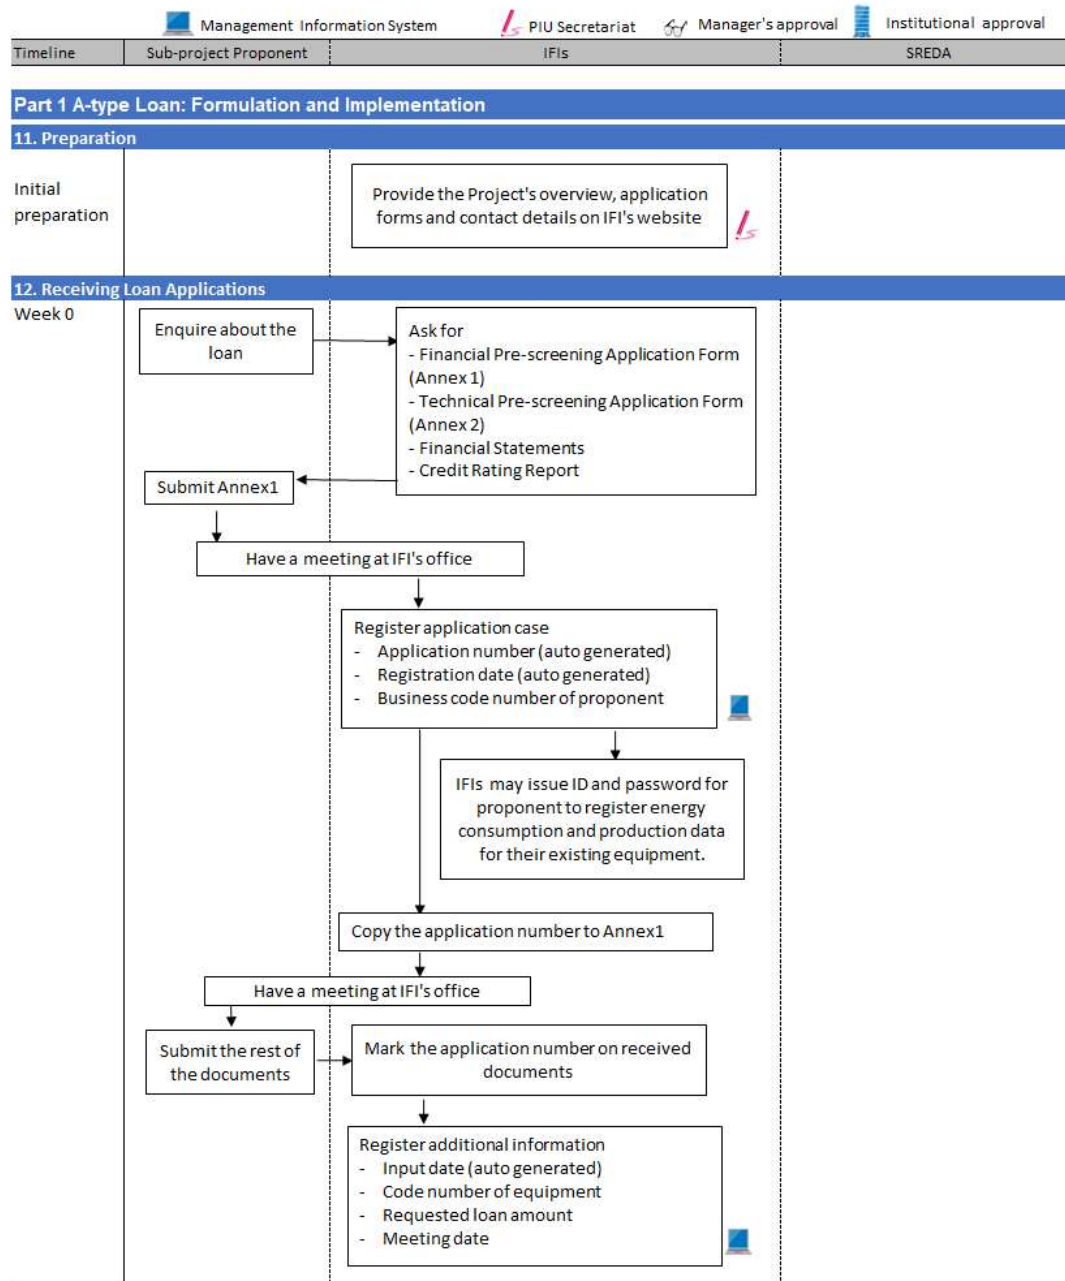 Management Information System
PIU Secretariat
Manager's approval
Institutional approval
Timeline
Sub-project Proponent
IFIs
SREDA
Part 1 A-type Loan: Formulation and Implementation
11. Preparation
Initial
preparation
Provide the Project's overview, application
forms and contact details on IFI's website
12. Receiving Loan Applications
Week 0
Enquire about the
loan
Ask for
- Financial Pre-screening Application Form
(Annex 1)
- Technical Pre-screening Application Form
(Annex 2)
- Financial Statements
- Credit Rating Report
Submit Annex1
Have a meeting at IFI's office
Register application case
- Application number (auto generated)
- Registration date (auto generated)
- Business code number of proponent
IFIs may issue ID and password for
proponent to register energy
consumption and production data
for their existing equipment.
Copy the application number to Annex1
Have a meeting at IFI's office
Submit the rest of
the documents
Mark the application number on received
documents
Register additional information
- Input date (auto generated)
- Code number of equipment
- Requested loan amount
- Meeting date